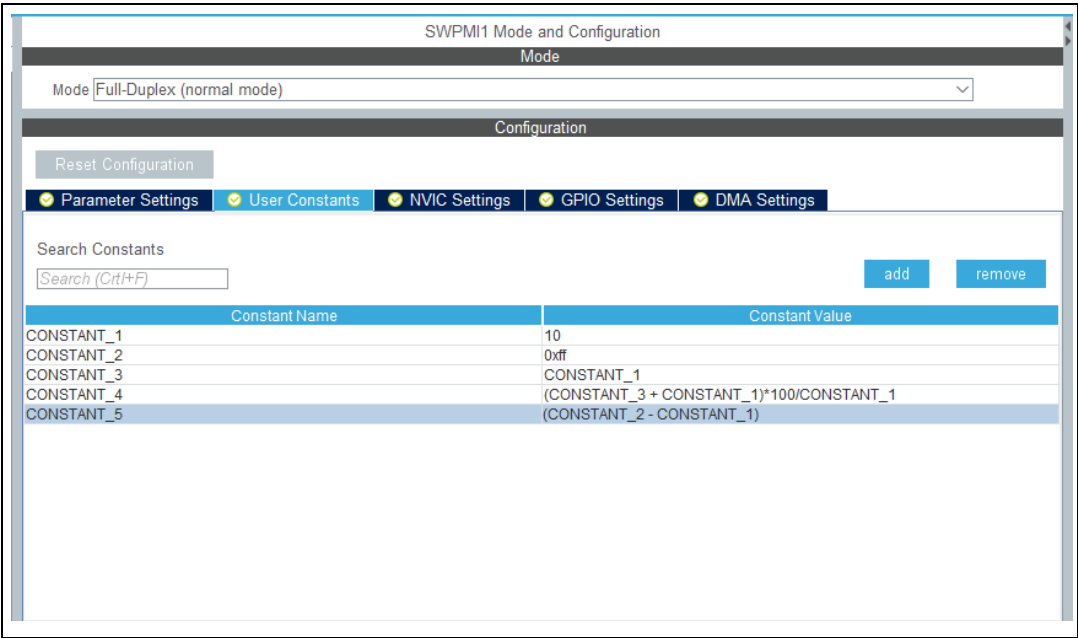 SWPMI1 Mode and Configuration
Mode
Mode Full-Duplex (normal mode)
Configuration
Reset Configuration
Parameter Settings User Constants NVIC Settings GPIO Settings DMA Settings
Search Constants
Search (Crtl+F) add remove
Constant Name Constant Value
CONSTANT_1 10
CONSTANT_2 0xff
CONSTANT_3 CONSTANT_1
CONSTANT_4 (CONSTANT_3 + CONSTANT_1)*100/CONSTANT_1
CONSTANT_5 (CONSTANT_2 - CONSTANT_1)